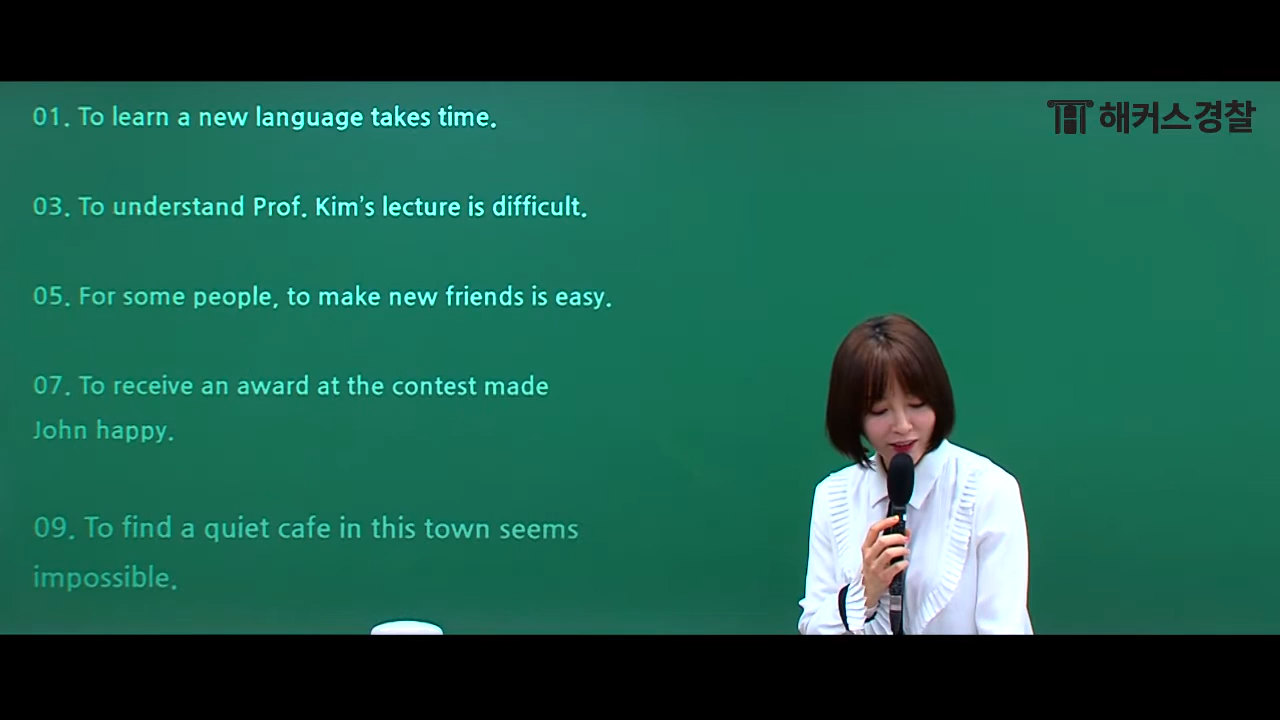 01. To learn a new language takes time.
해커스경찰
03. To understand Prof. Kim's lecture is difficult.
05. For some people, to make new friends is easy.
07. To receive an award at the contest made
John happy.
09. To find a quiet cafe in this town seems
impossible.